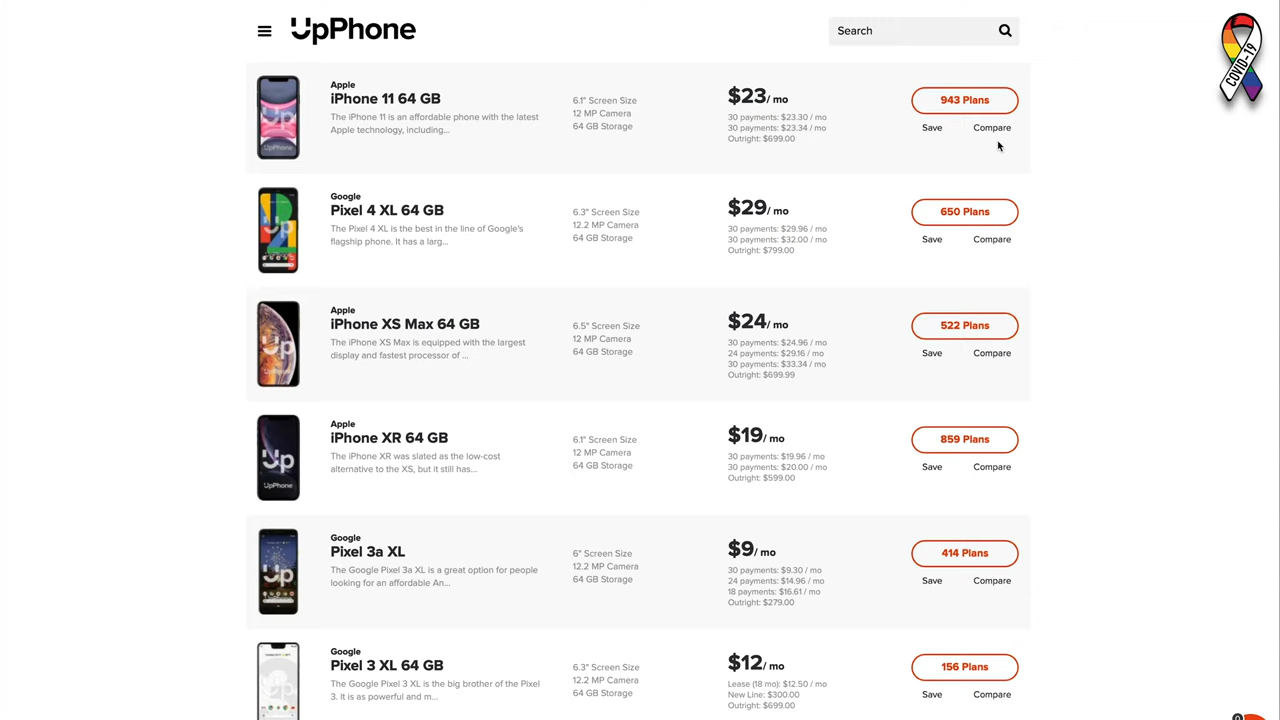 UpPhone
Search
COVID-19
Apple
iPhone 11 64 GB
The iPhone 11 is an affordable phone with the latest
Apple technology, including...
6.1" Screen Size
12 MP Camera
64 GB Storage
$23/ mo
30 payments: $23.30 / mo
30 payments: $23.34 / mo
Outright: $699.00
943 Plans
Save
Compare
Up
UpPhone
Google
Pixel 4 XL 64 GB
The Pixel 4 XL is the best in the line of Google's
flagship phone. It has a larg...
6.3" Screen Size
12.2 MP Camera
64 GB Storage
$29/ mo
30 payments: $29.96 / mo
30 payments: $32.00 / mo
Outright: $799.00
650 Plans
Save
Compare
Up
Apple
iPhone XS Max 64 GB
The iPhone XS Max is equipped with the largest
display and fastest processor of ...
6.5" Screen Size
12 MP Camera
64 GB Storage
$24/ mo
30 payments: $24.96 / mo
24 payments: $29.16 / mo
30 payments: $33.34 / mo
Outright: $699.99
522 Plans
Save
Compare
Up
Apple
iPhone XR 64 GB
The iPhone XR was slated as the low-cost
alternative to the XS, but it still has...
6.1" Screen Size
12 MP Camera
64 GB Storage
$19/ mo
30 payments: $19.96 / mo
30 payments: $20.00 / mo
Outright: $599.00
859 Plans
Save
Compare
Up
UpPhone
Google
Pixel 3a XL
The Google Pixel 3a XL is a great option for people
looking for an affordable An...
6" Screen Size
12.2 MP Camera
64 GB Storage
$9/ mo
30 payments: $9.30 / mo
24 payments: $14.96 / mo
18 payments: $16.61 / mo
Outright: $279.00
414 Plans
Save
Compare
Up
Google
Pixel 3 XL 64 GB
The Google Pixel 3 XL is the big brother of the Pixel
3. It is as powerful and m...
6.3" Screen Size
12.2 MP Camera
64 GB Storage
$12/ mo
Lease (18 mo): $12.50 / mo
New Line: $300.00
Outright: $699.00
156 Plans
Save
Compare